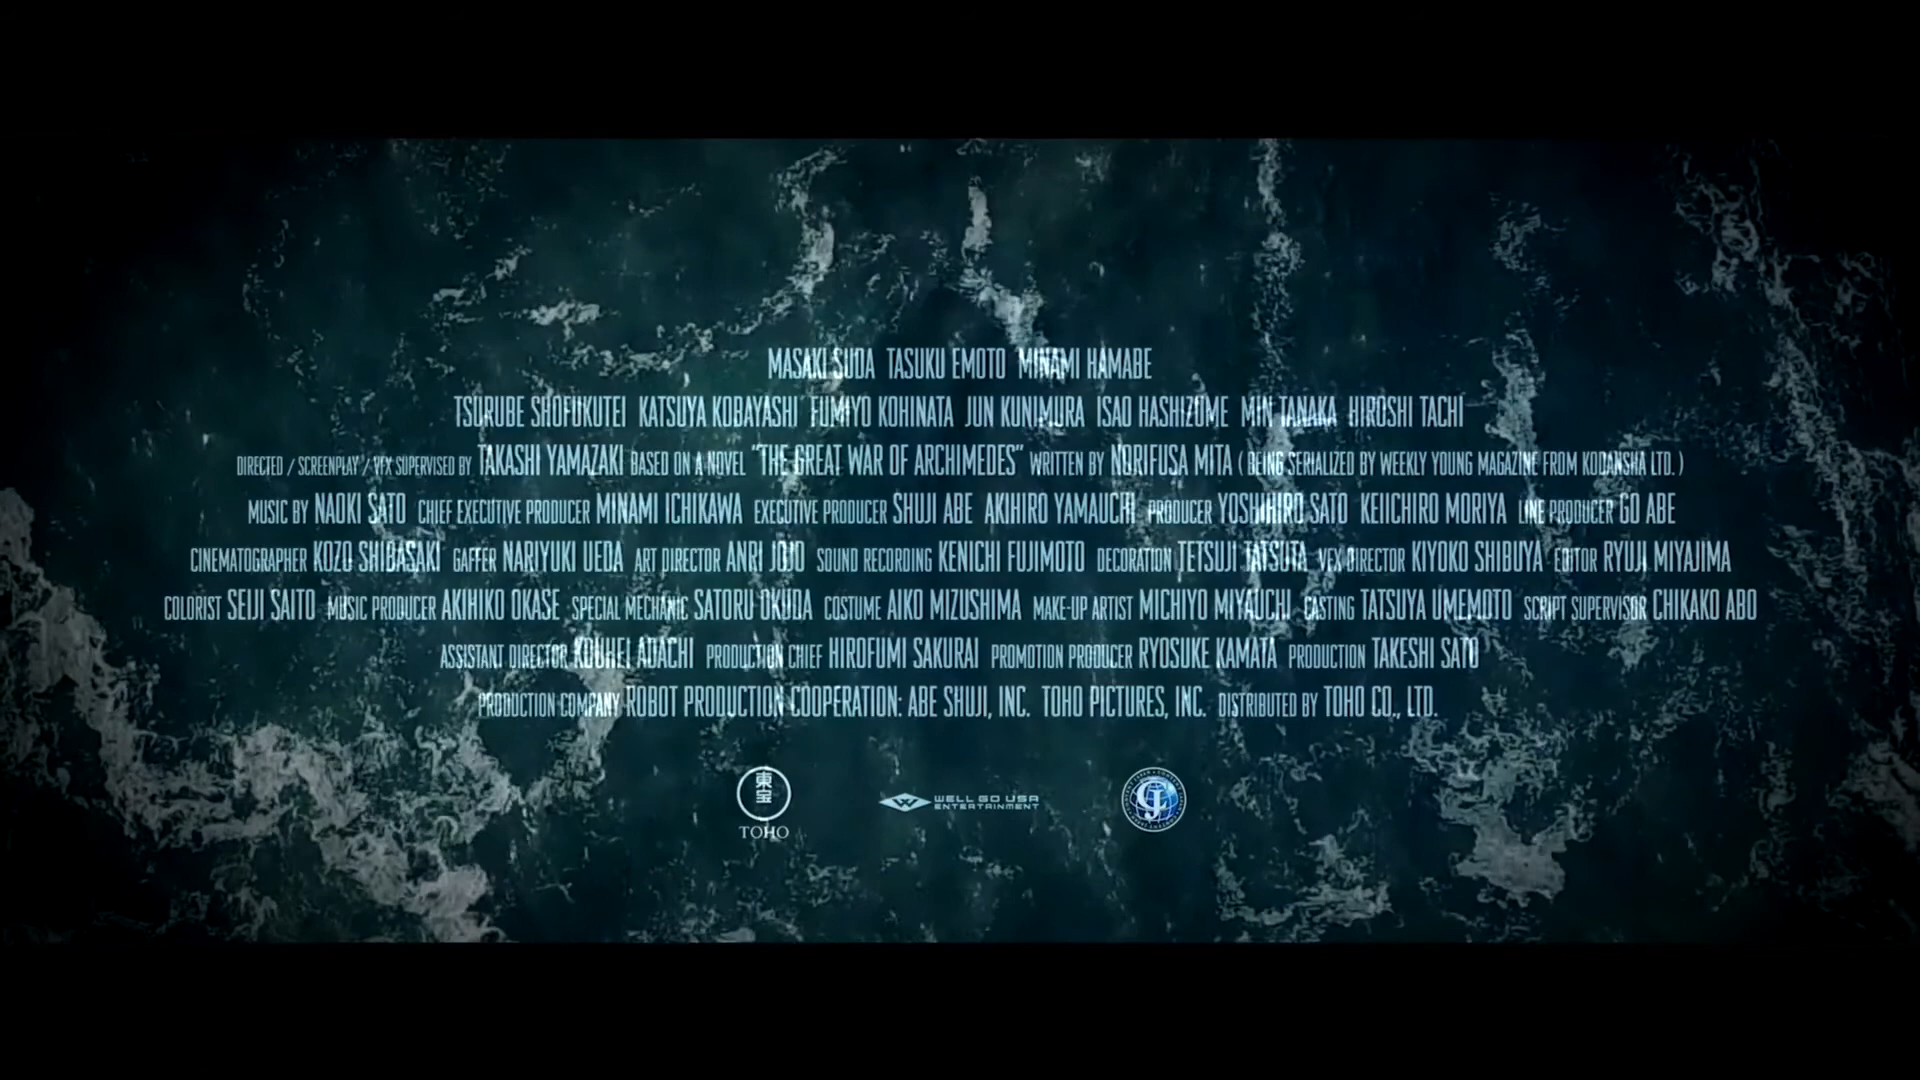 MASAKI SUDA TASUKU EMOTO MINAMI HAMABE
TSURUBE SHOFUKUTEI KATSUYA KOBAYASHI FUMIYO KOHINATA JUN KUNIMURA ISAO HASHIZUME MIN TANAKA HIROSHI TACHI
DIRECTED / SCREENPLAY / VFX SUPERVISED BY TAKASHI YAMAZAKI BASED ON A NOVEL "THE GREAT WAR OF ARCHIMEDES" WRITTEN BY NORIFUSA MITA ( BEING SERIALIZED BY WEEKLY YOUNG MAGAZINE FROM KODANSHA LTD. )
MUSIC BY NAOKI SATO CHIEF EXECUTIVE PRODUCER MINAMI ICHIKAWA EXECUTIVE PRODUCER SHUJI ABE AKIHIRO YAMAUCHI PRODUCER YOSHIHIRO SATO KEIICHIRO MORIYA LINE PRODUCER GO ABE
CINEMATOGRAPHER KOZO SHIBASAKI GAFFER NARIYUKI UEDA ART DIRECTOR ANRI JOJO SOUND RECORDING KENICHI FUJIMOTO DECORATION TETSUJI TATSUTA VFX DIRECTOR KIYOKO SHIBUYA EDITOR RYUJI MIYAJIMA
COLORIST SEIJI SAITO MUSIC PRODUCER AKIHIKO OKASE SPECIAL MECHANIC SATORU OKUDA COSTUME AIKO MIZUSHIMA MAKE-UP ARTIST MICHIYO MIYAUCHI CASTING TATSUYA UMEMOTO SCRIPT SUPERVISOR CHIKAKO ABO
ASSISTANT DIRECTOR KOUHEI ADACHI PRODUCTION CHIEF HIROFUMI SAKURAI PROMOTION PRODUCER RYOSUKE KAMATA PRODUCTION TAKESHI SATO
PRODUCTION COMPANY ROBOT PRODUCTION COOPERATION: ABE SHUJI, INC. TOHO PICTURES, INC. DISTRIBUTED BY TOHO CO., LTD.
東宝
TOHO
WELL GO USA
ENTERTAINMENT